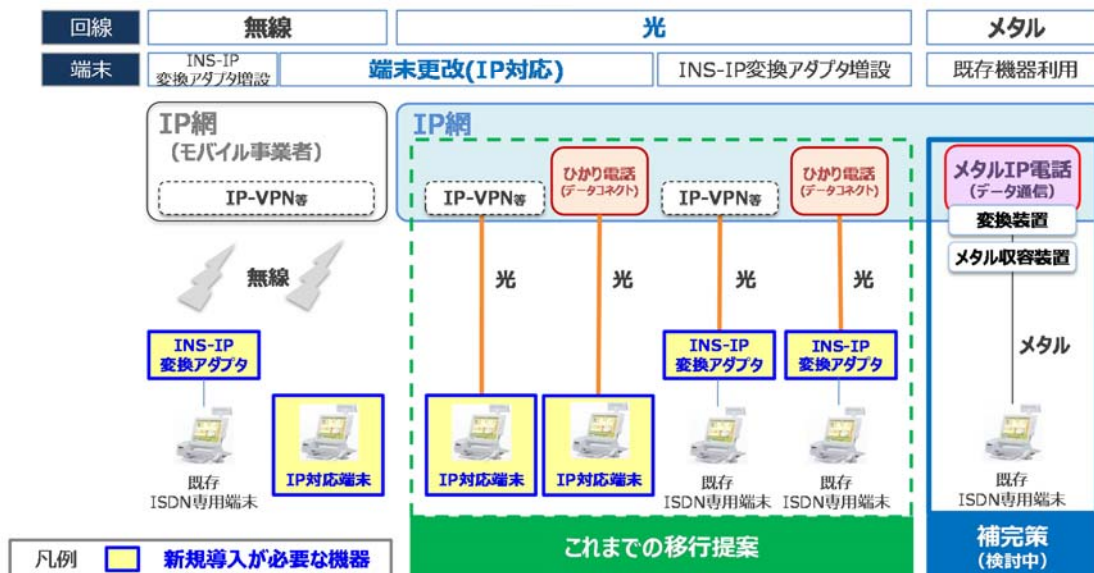 回線
無線
光
メタル
端末
INS-IP
変換アダプタ増設
端末更改(IP対応)
INS-IP変換アダプタ増設
既存機器利用
IP網
(モバイル事業者)
IP-VPN等
IP網
IP-VPN等
ひかり電話
(データコネクト)
IP-VPN等
ひかり電話
(データコネクト)
メタルIP電話
(データ通信)
変換装置
メタル収容装置
無線
光
光
光
光
メタル
INS-IP
変換アダプタ
INS-IP
変換アダプタ
INS-IP
変換アダプタ
既存
ISDN専用端末
IP対応端末
IP対応端末
IP対応端末
既存
ISDN専用端末
既存
ISDN専用端末
既存
ISDN専用端末
凡例
新規導入が必要な機器
これまでの移行提案
補完策
(検討中)